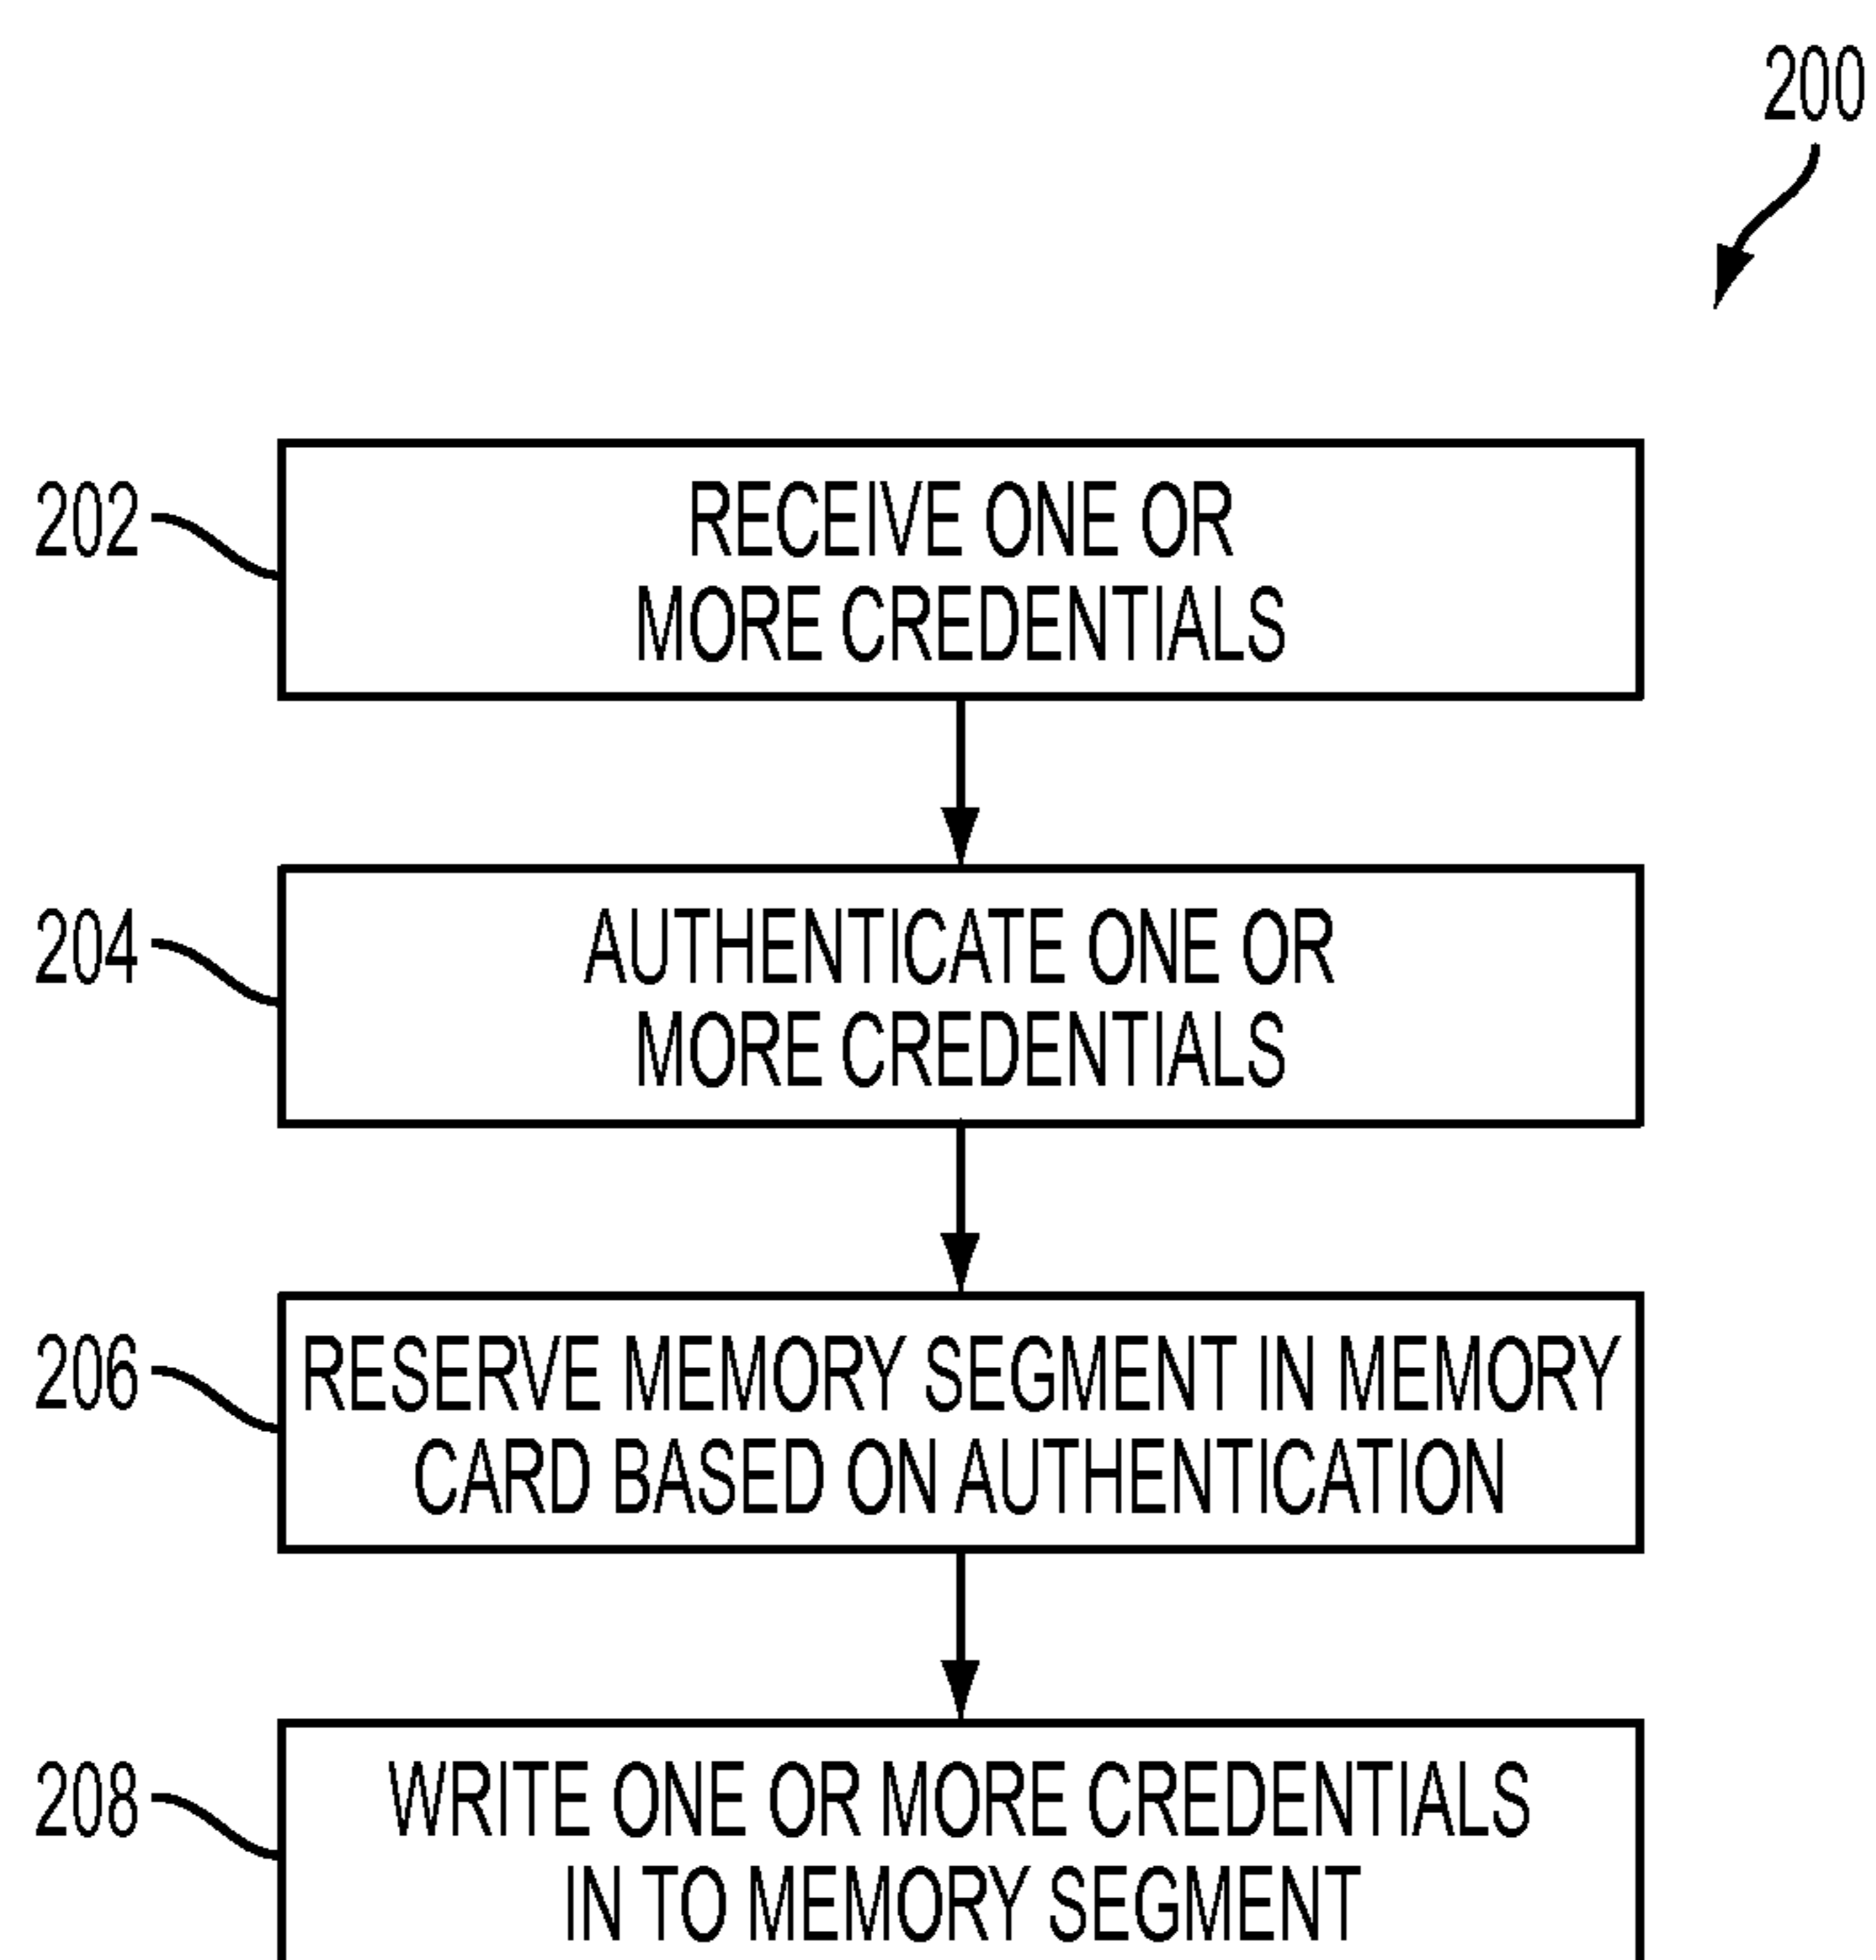 200
202
RECEIVE ONE OR
MORE CREDENTIALS
204
AUTHENTICATE ONE OR
MORE CREDENTIALS
206
RESERVE MEMORY SEGMENT IN MEMORY
CARD BASED ON AUTHENTICATION
208
WRITE ONE OR MORE CREDENTIALS
IN TO MEMORY SEGMENT